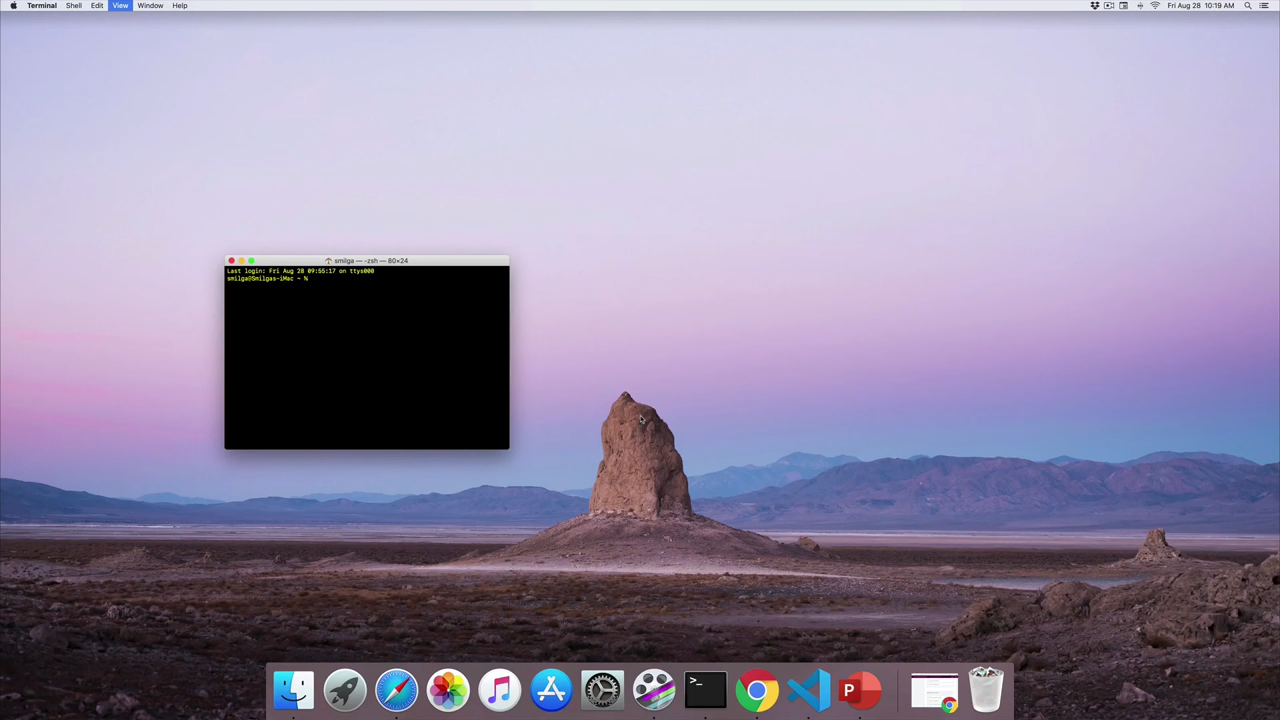 Terminal Shell Edit View Window Help Fri Aug 28 10:19 AM
smilga — -zsh — 80×24
Last login: Fri Aug 28 09:55:17 on ttys000
smilga@Smilgas-iMac ~ %
>_
P